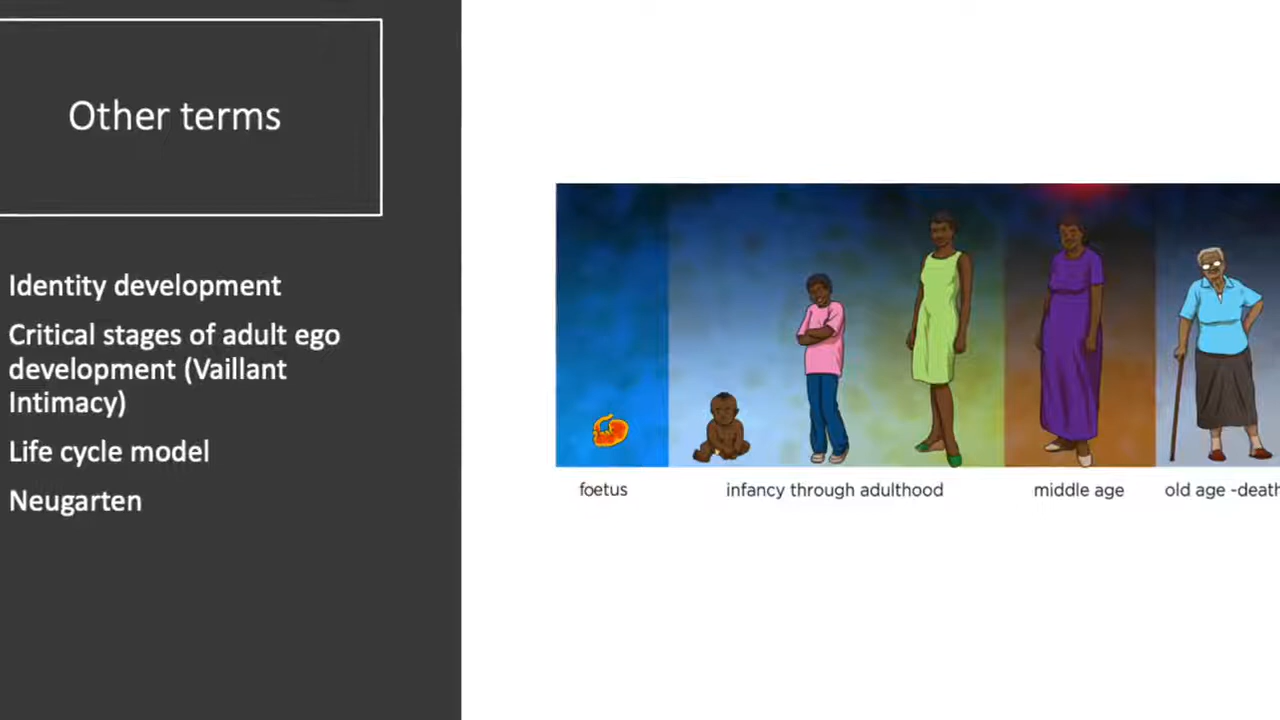 Other terms
Identity development
Critical stages of adult ego
development (Vaillant
Intimacy)
Life cycle model
Neugarten
foetus
infancy through adulthood
middle age
old age -death